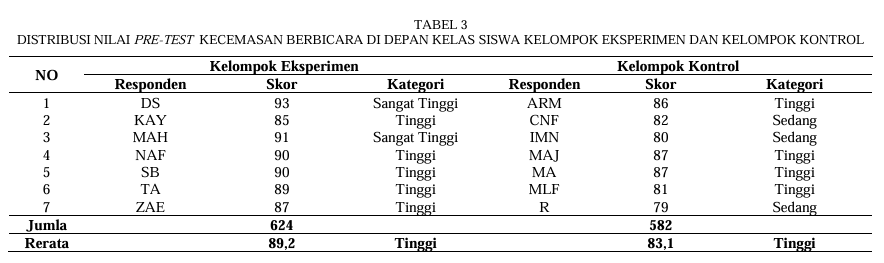 TABEL 3
DISTRIBUSI NILAI PRE-TEST KECEMASAN BERBICARA DI DEPAN KELAS SISWA KELOMPOK EKSPERIMEN DAN KELOMPOK KONTROL
NO Kelompok Eksperimen Kelompok Kontrol
Responden Skor Kategori Responden Skor Kategori
1 DS 93 Sangat Tinggi ARM 86 Tinggi
2 KAY 85 Tinggi CNF 82 Sedang
3 MAH 91 Sangat Tinggi IMN 80 Sedang
4 NAF 90 Tinggi MAJ 87 Tinggi
5 SB 90 Tinggi MA 87 Tinggi
6 TA 89 Tinggi MLF 81 Tinggi
7 ZAE 87 Tinggi R 79 Sedang
Jumla 624 582
Rerata 89,2 Tinggi 83,1 Tinggi